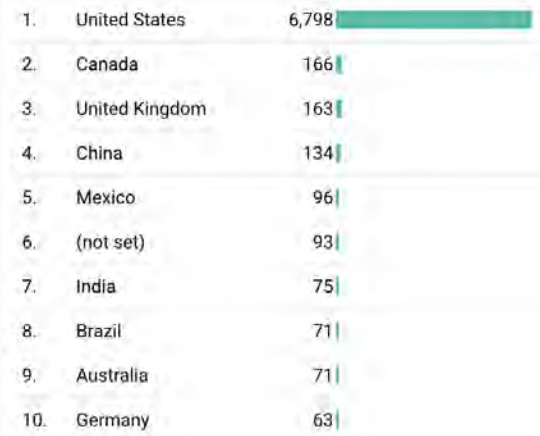 1. United States 6,798
2. Canada 166
3. United Kingdom 163
4. China 134
5. Mexico 96
6. (not set) 93
7. India 75
8. Brazil 71
9. Australia 71
10. Germany 63